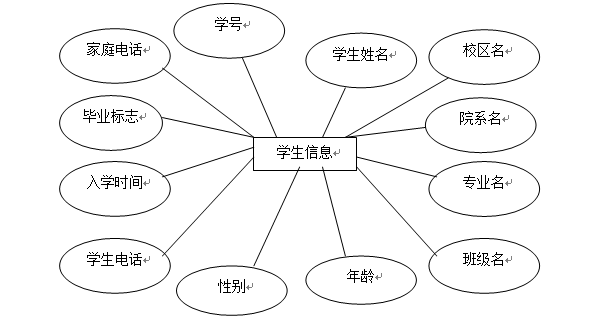 学号
家庭电话
学生姓名
校区名
毕业标志
院系名
学生信息
入学时间
专业名
学生电话
班级名
性别
年龄